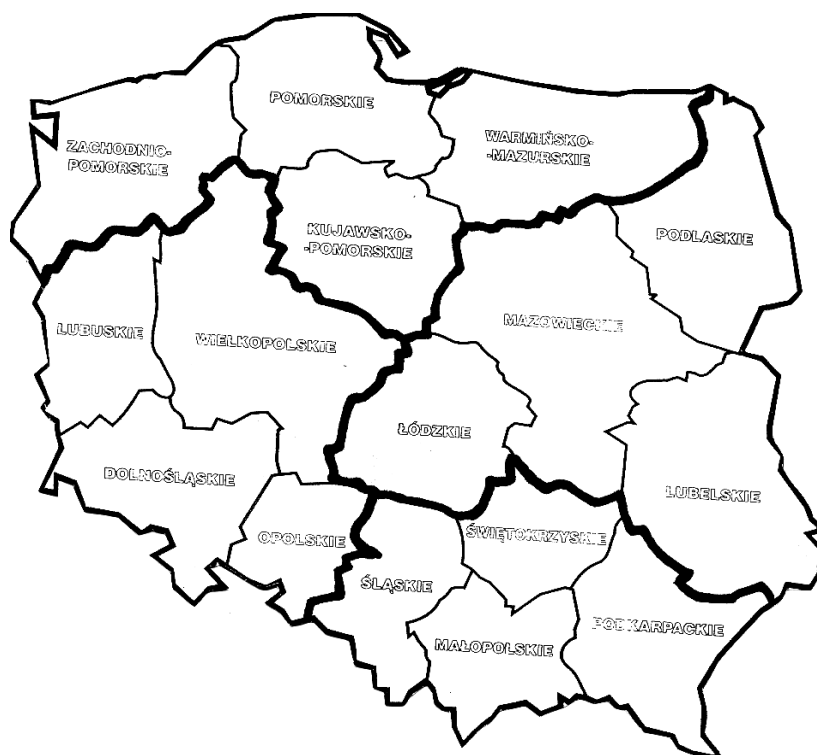 POMORSKIE
ZACHODNIO-
POMORSKIE
WARMIŃSKO-
-MAZURSKIE
KUJAWSKO-
-POMORSKIE
PODLASKIE
LUBUSKIE
WIELKOPOLSKIE
MAZOWIECKIE
ŁÓDZKIE
DOLNOŚLĄSKIE
LUBELSKIE
OPOLSKIE
ŚWIĘTOKRZYSKIE
ŚLĄSKIE
PODKARPACKIE
MAŁOPOLSKIE